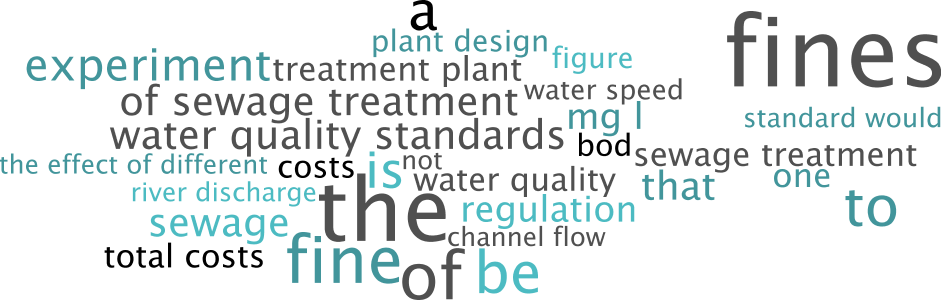 a
plant design
fines
experiment
treatment plant
figure
of sewage treatment
water speed
mg l
standard would
water quality standards
bod
sewage treatment
the effect of different
costs
is
not
water quality
that
one
river discharge
the
regulation
to
sewage
channel flow
total costs
fine
of
be